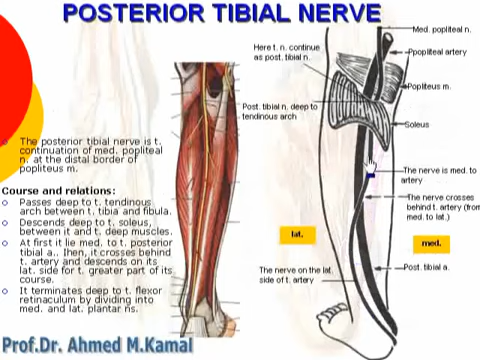 POSTERIOR TIBIAL NERVE
The posterior tibial nerve is t.
continuation of med. popliteal
n. at the distal border of
popliteus m.
Course and relations:
Passes deep to t. tendinous
arch between t. tibia and fibula.
Descends deep to t. soleus,
between it and t. deep muscles.
At first it lie med. to t. posterior
tibial a.. Then, it crosses behind
t. artery and descends on its
lat. side for t. greater part of its
course.
It terminates deep to t. flexor
retinaculum by dividing into
med. and lat. plantar ns.
Prof.Dr. Ahmed M.Kamal
Here t. n. continue
as post. tibial n.
Post. tibial n. deep to
tendinous arch
lat.
The nerve on the lat.
side of t. artery
Med. popliteal n.
Ppopliteal artery
Popliteus m.
Soleus
The nerve is med. to
artery
The nerve crosses
behind t. artery (from
med. to lat.)
med.
Post. tibial a.